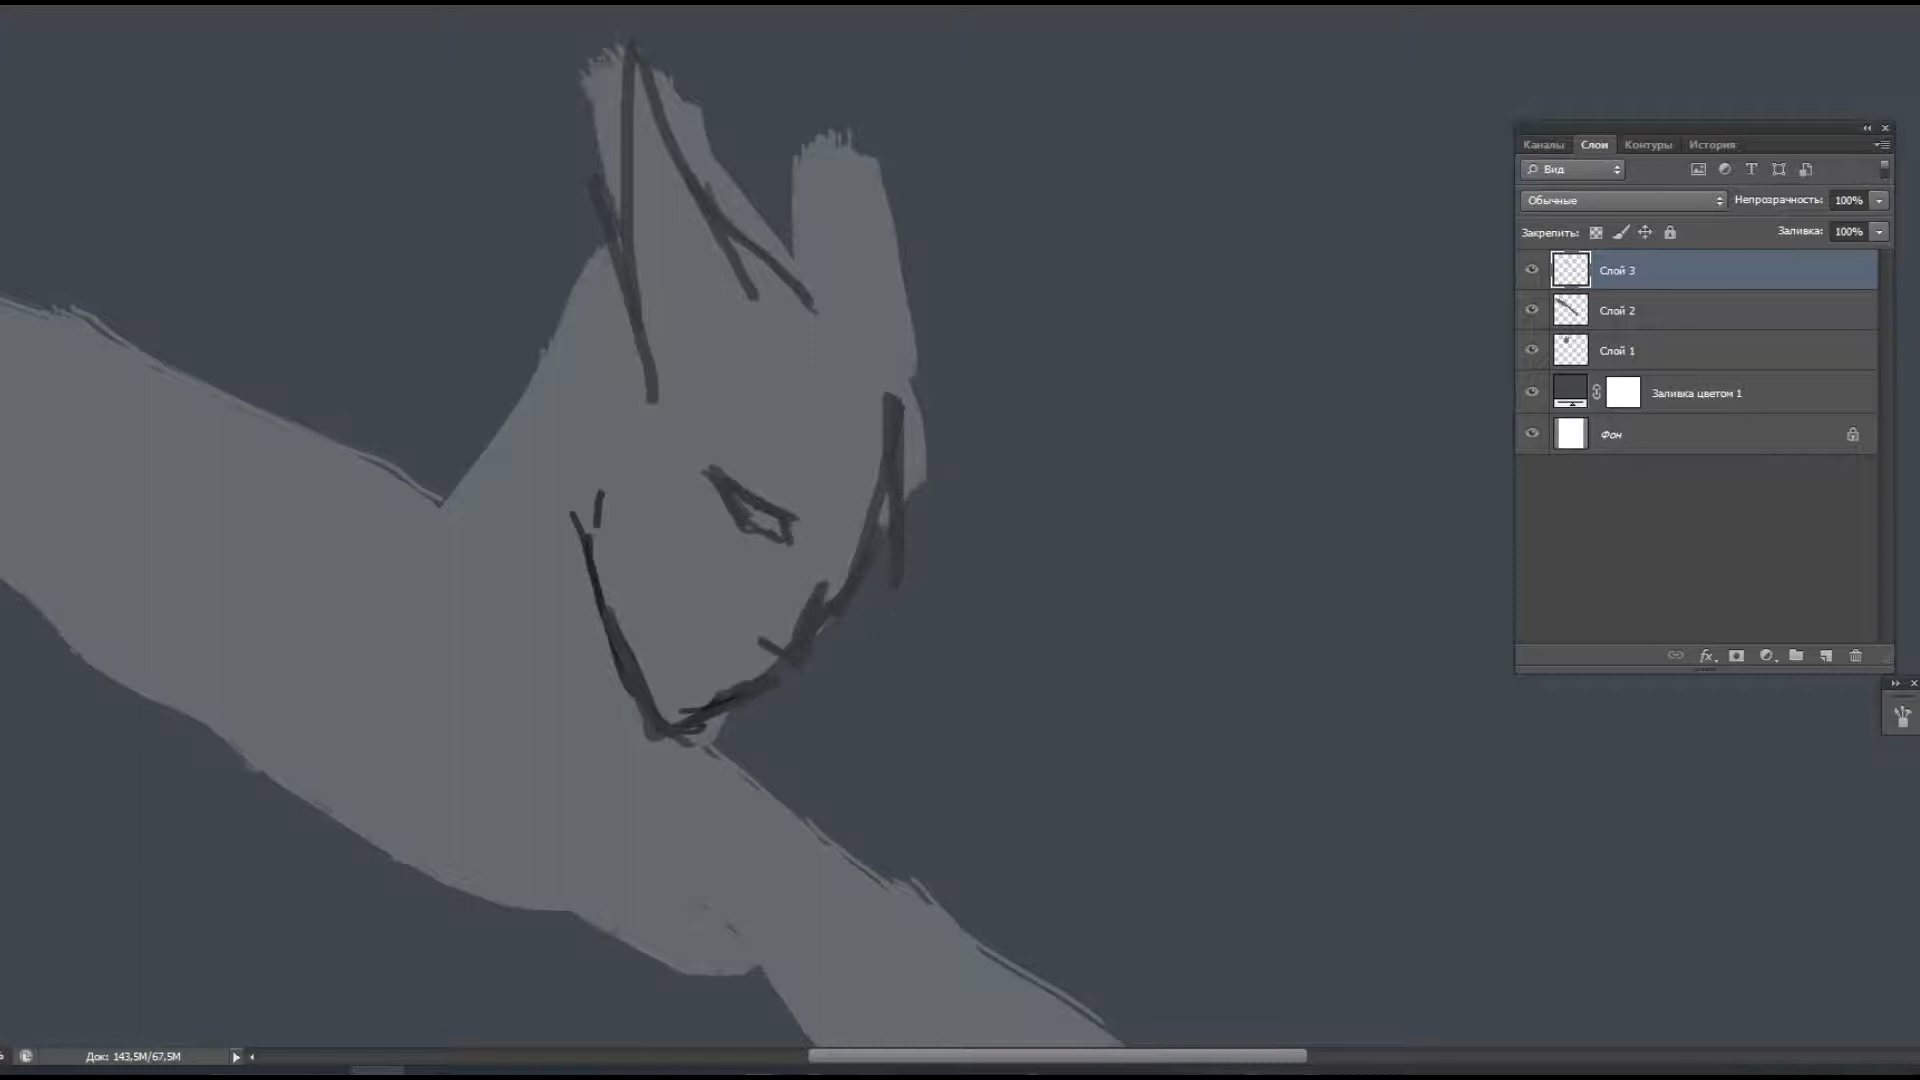 Каналы Слои Контуры История
Вид
Обычные Непрозрачность: 100%
Закрепить: Заливка: 100%
Слой 3
Слой 2
Слой 1
Заливка цветом 1
Фон
fx
Док: 143,5M/67,5M